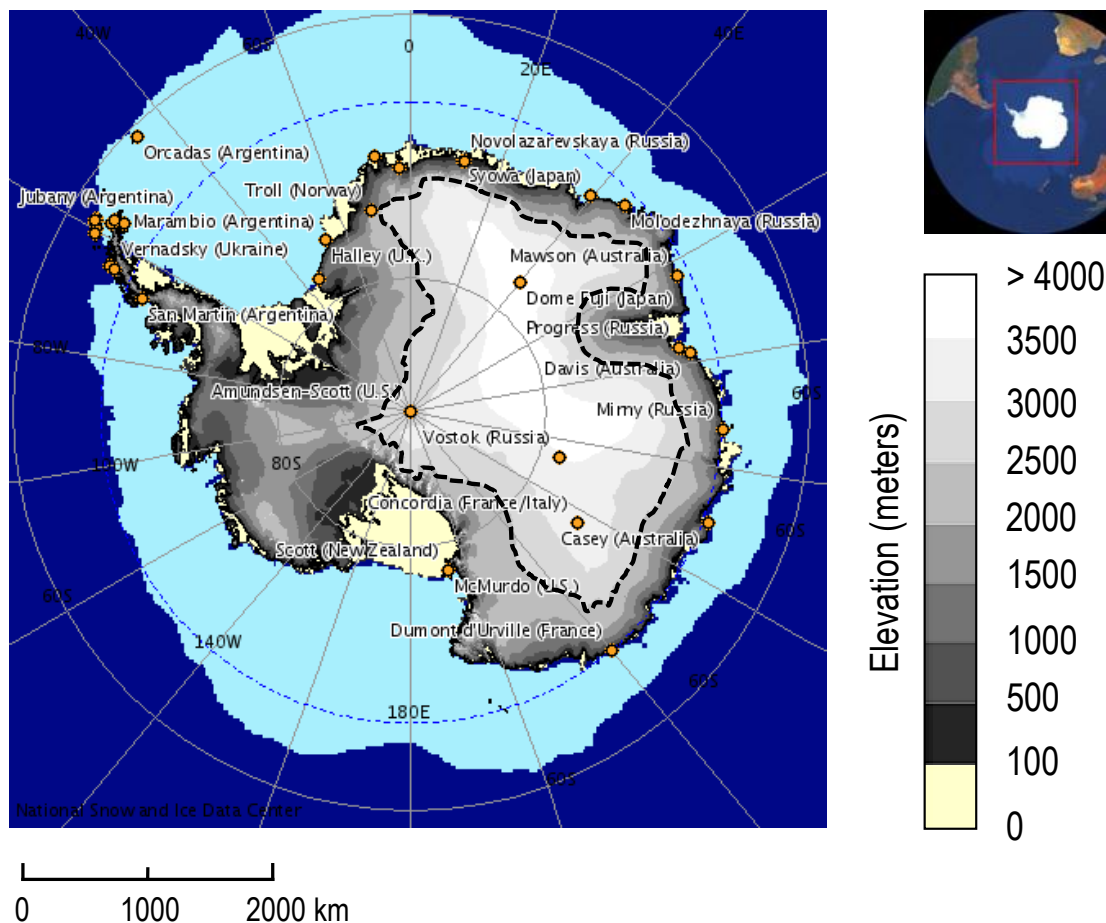 40W
60S
0
20E
40E
Orcadas (Argentina)
Novolazarevskaya (Russia)
Syowa (Japan)
Troll (Norway)
Jubany (Argentina)
Marambio (Argentina)
Molodezhnaya (Russia)
Vernadsky (Ukraine)
Halley (U.K.)
Mawson (Australia)
Dome Fuji (Japan)
San Martin (Argentina)
Progress (Russia)
80W
Davis (Australia)
Amundsen-Scott (U.S.)
60S
Mirny (Russia)
Vostok (Russia)
100W
80S
Concordia (France/Italy)
60S
Casey (Australia)
Scott (New Zealand)
McMurdo (U.S.)
60S
Dumont d'Urville (France)
140W
60S
180E
60S
National Snow and Ice Data Center
0 1000 2000 km
Elevation (meters)
> 4000
3500
3000
2500
2000
1500
1000
500
100
0